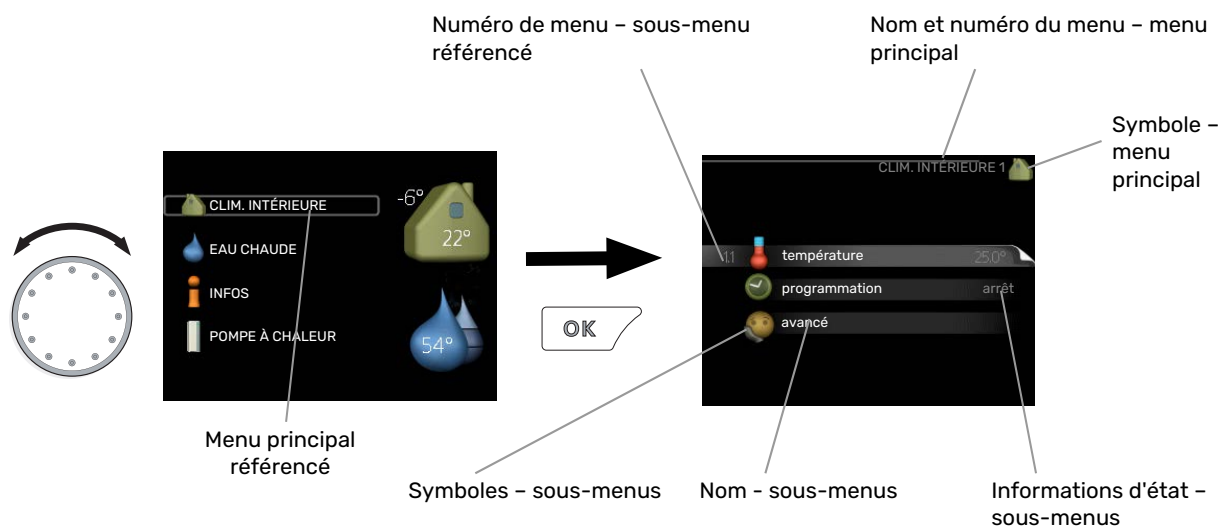 Numéro de menu – sous-menu
référencé
Nom et numéro du menu – menu
principal
Symbole –
menu
principal
CLIM. INTÉRIEURE
EAU CHAUDE
INFOS
POMPE À CHALEUR
-6°
22°
54°
OK
CLIM. INTÉRIEURE 1
1.1
température
25.0°
programmation
arrêt
avancé
Menu principal
référencé
Symboles – sous-menus
Nom - sous-menus
Informations d'état –
sous-menus